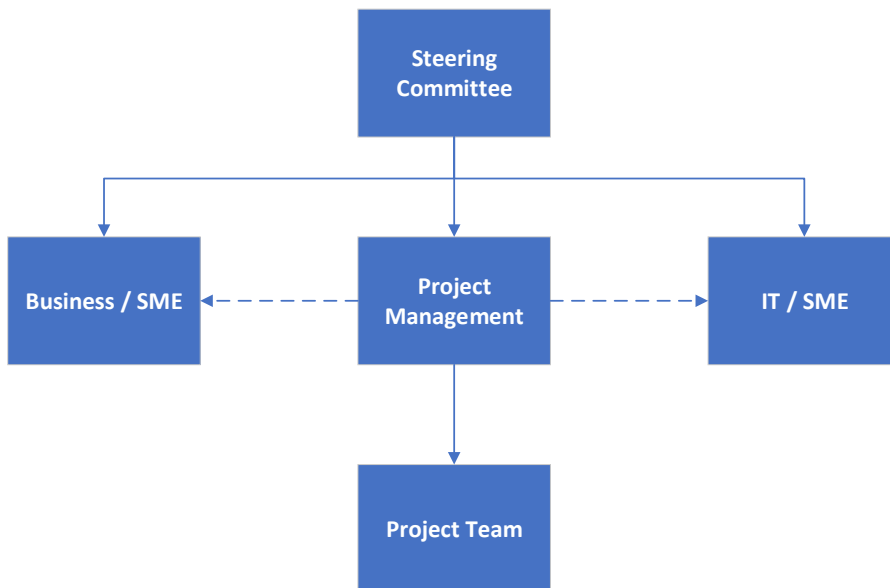 Steering
Committee
Business / SME
Project
Management
IT / SME
Project Team